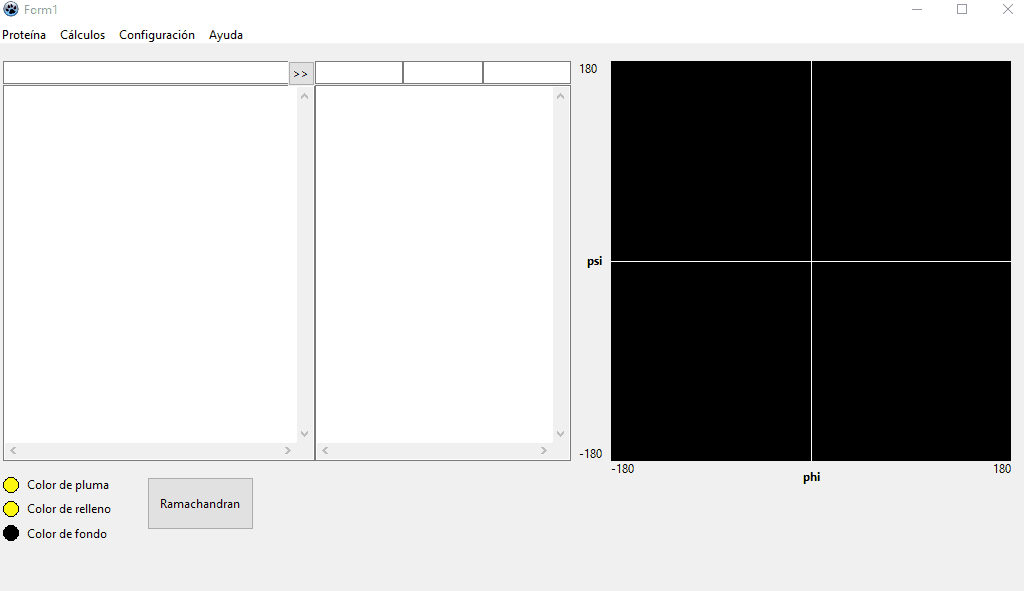 Form1
Proteína Cálculos Configuración Ayuda
>>
180
psi
-180
-180 180
phi
Color de pluma
Color de relleno
Color de fondo
Ramachandran